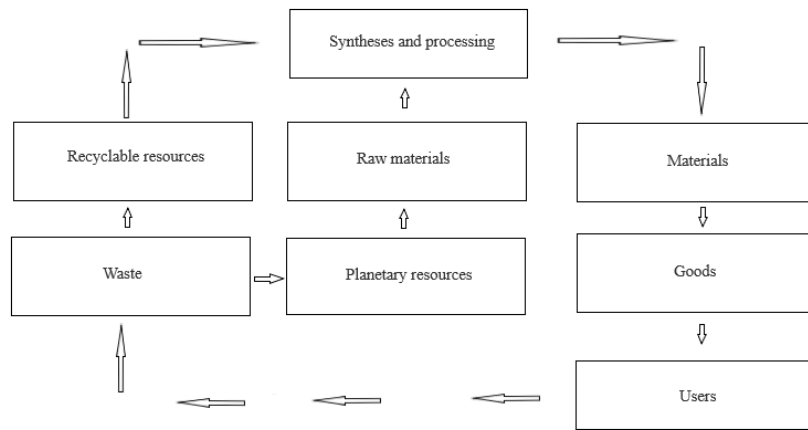 Syntheses and processing
Recyclable resources
Raw materials
Materials
Waste
Planetary resources
Goods
Users